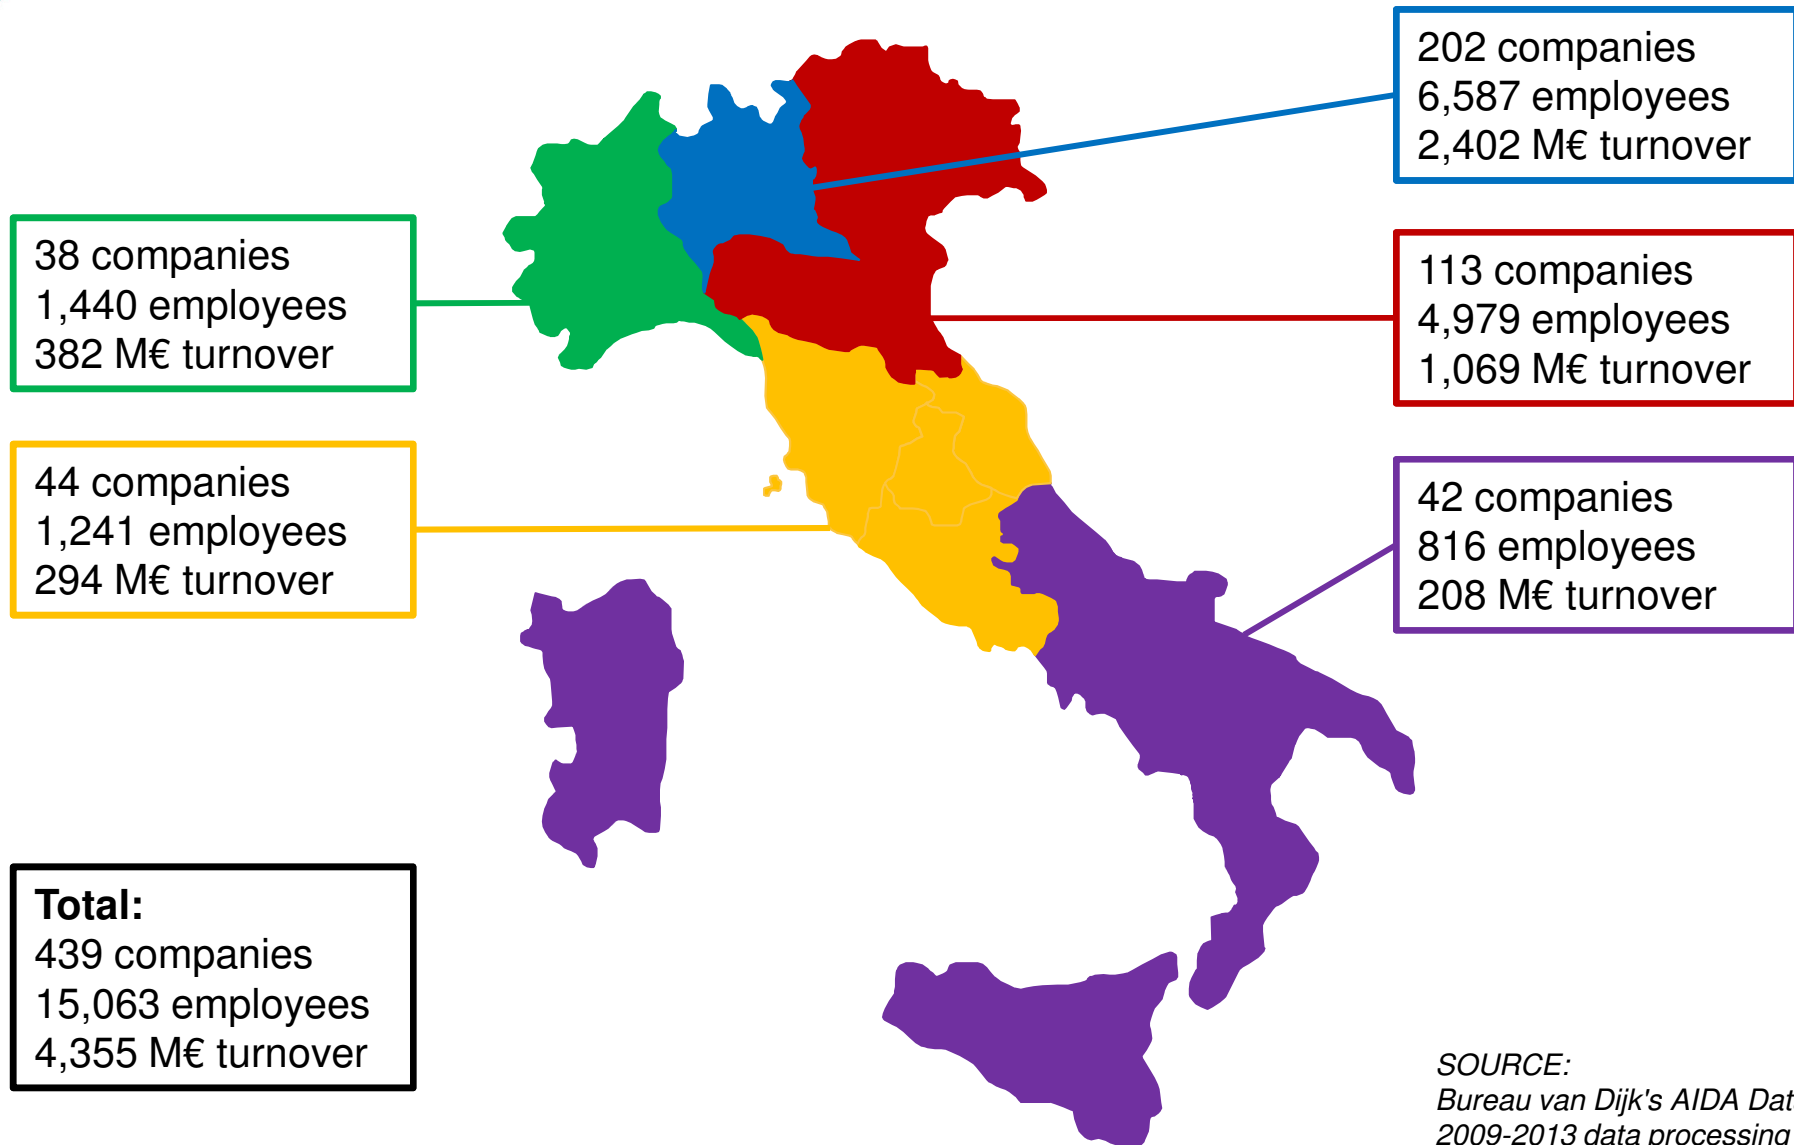 202 companies
6,587 employees
2,402 M€ turnover
38 companies
1,440 employees
382 M€ turnover
113 companies
4,979 employees
1,069 M€ turnover
44 companies
1,241 employees
294 M€ turnover
42 companies
816 employees
208 M€ turnover
Total:
439 companies
15,063 employees
4,355 M€ turnover
SOURCE:
Bureau van Dijk's AIDA
2009-2013 data processing